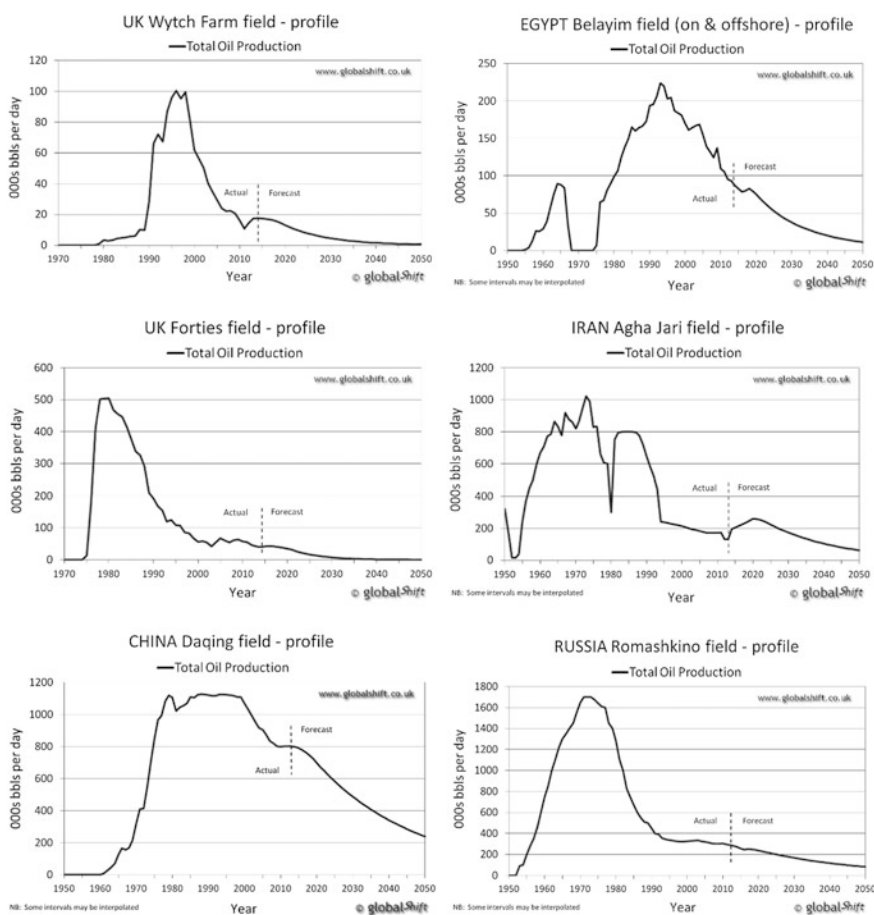 UK Wytch Farm field - profile
Total Oil Production
www.globalshift.co.uk
000s bbls per day
120
100
80
60
40
20
0
Actual
Forecast
1970 1980 1990 2000 2010 2020 2030 2040 2050
Year
© globalShift
EGYPT Belayim field (on & offshore) - profile
Total Oil Production
www.globalshift.co.uk
000s bbls per day
250
200
150
100
50
0
Forecast
Actual
1950 1960 1970 1980 1990 2000 2010 2020 2030 2040 2050
Year
NB: Some intervals may be interpolated
© globalShift
UK Forties field - profile
Total Oil Production
www.globalshift.co.uk
000s bbls per day
600
500
400
300
200
100
0
Actual
Forecast
1970 1980 1990 2000 2010 2020 2030 2040 2050
Year
© globalShift
IRAN Agha Jari field - profile
Total Oil Production
www.globalshift.co.uk
000s bbls per day
1200
1000
800
600
400
200
0
Actual
Forecast
1950 1960 1970 1980 1990 2000 2010 2020 2030 2040 2050
Year
NB: Some intervals may be interpolated
© globalShift
CHINA Daqing field - profile
Total Oil Production
www.globalshift.co.uk
000s bbls per day
1200
1000
800
600
400
200
0
Forecast
Actual
1950 1960 1970 1980 1990 2000 2010 2020 2030 2040 2050
Year
NB: Some intervals may be interpolated
© globalShift
RUSSIA Romashkino field - profile
Total Oil Production
www.globalshift.co.uk
000s bbls per day
1800
1600
1400
1200
1000
800
600
400
200
0
Actual
Forecast
1950 1960 1970 1980 1990 2000 2010 2020 2030 2040 2050
Year
NB: Some intervals may be interpolated
© globalShift